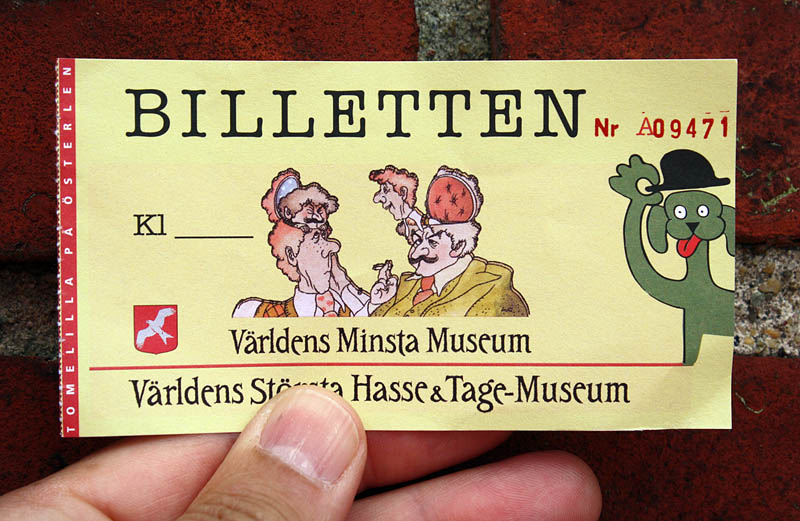 TOMELILLA PÅ ÖSTERLEN
BILLETTEN
Nr A09471
Kl
Världens Minsta Museum
Världens Största Hasse & Tage-Museum